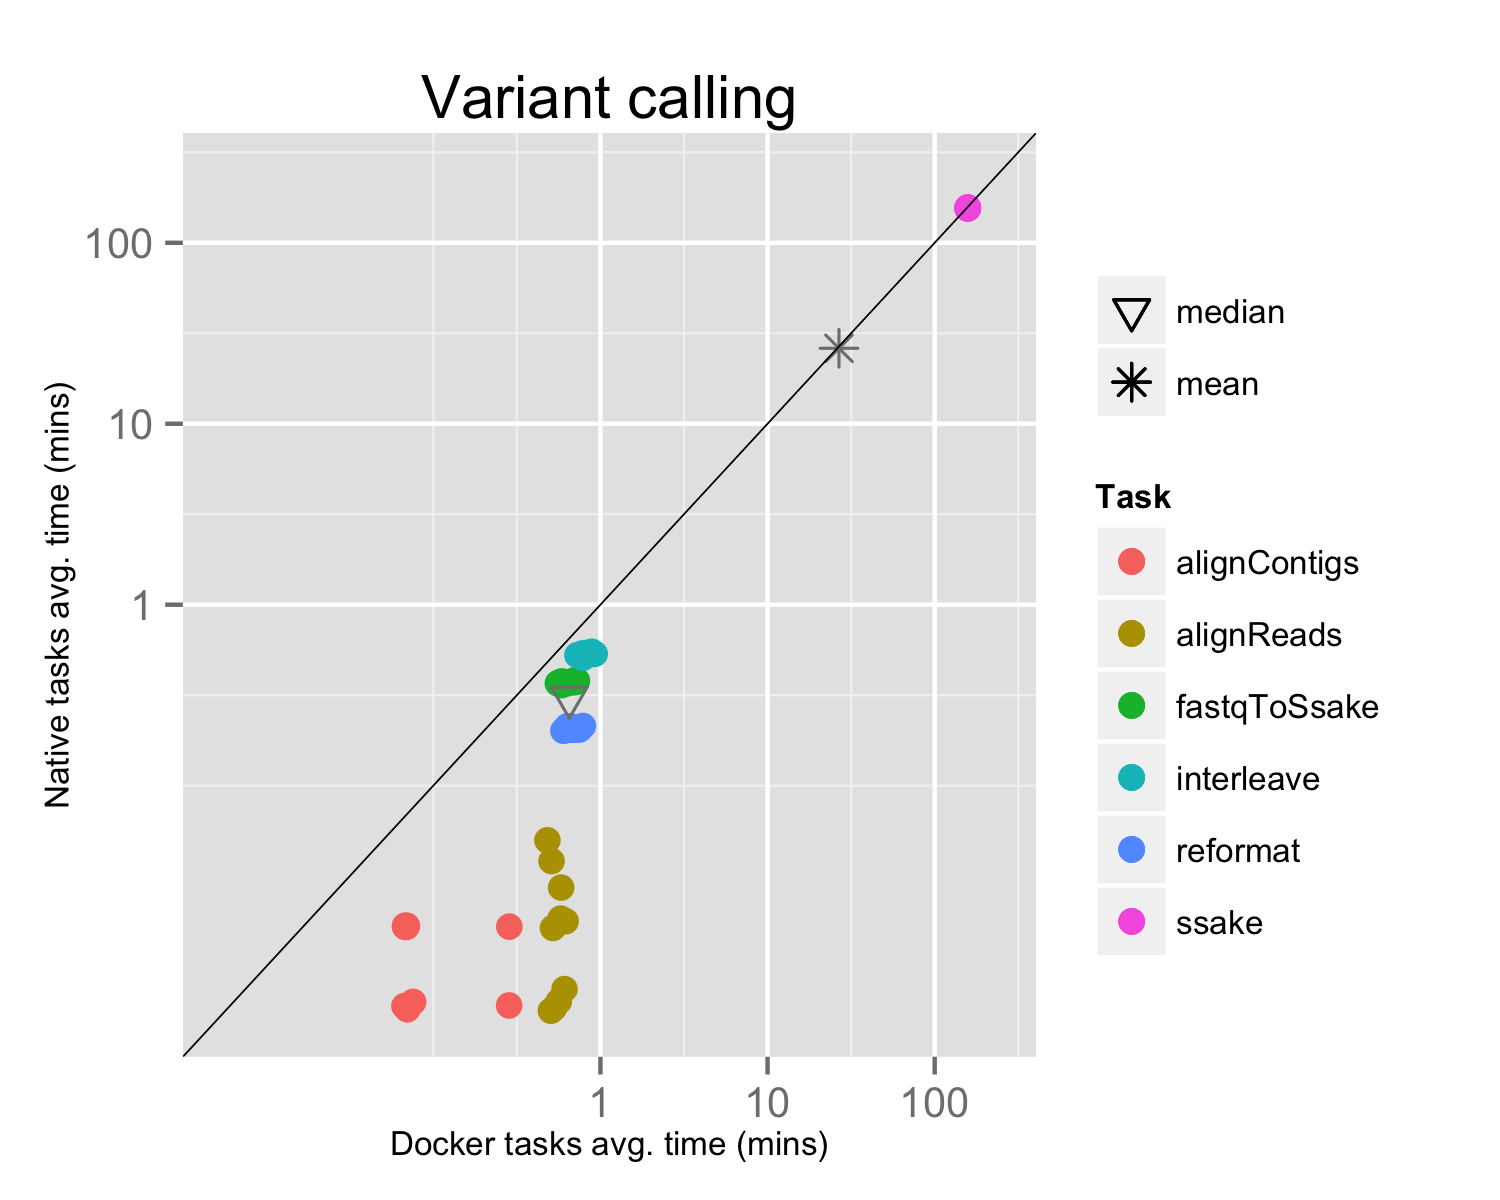 Variant calling
100
10
1
Native tasks avg. time (mins)
1 10 100
Docker tasks avg. time (mins)
median
mean
Task
alignContigs
alignReads
fastqToSsake
interleave
reformat
ssake